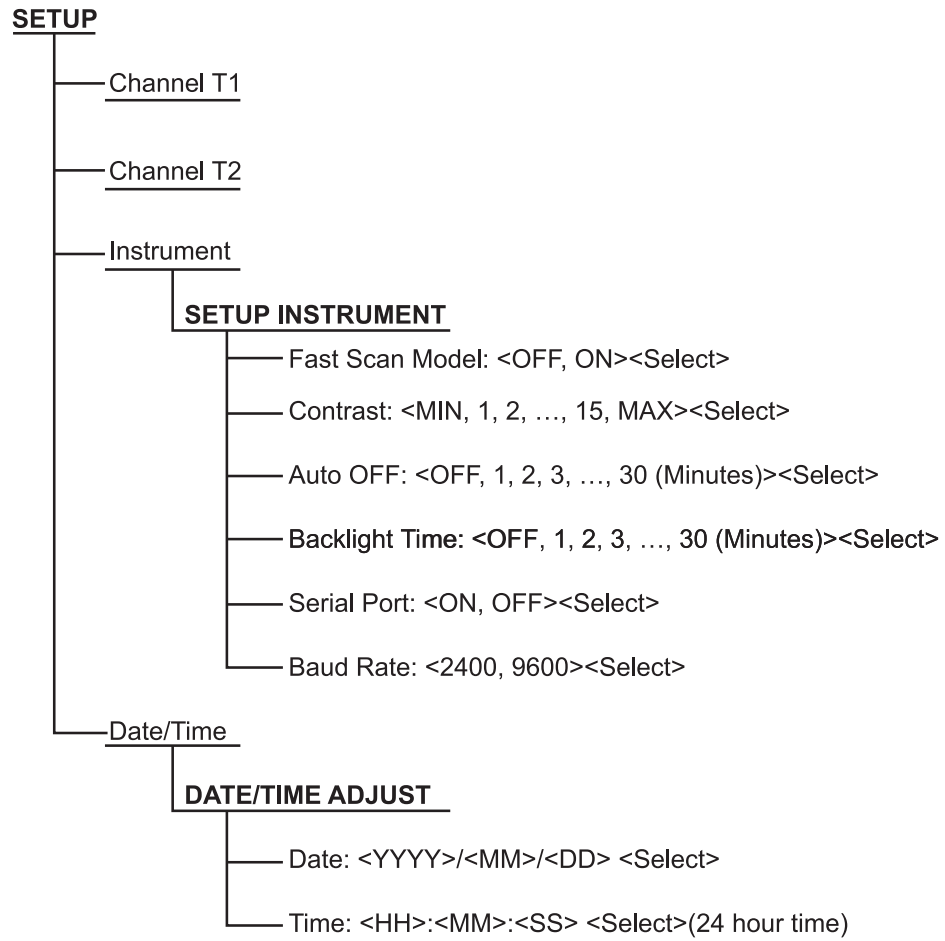 SETUP
Channel T1
Channel T2
Instrument
SETUP INSTRUMENT
Fast Scan Model: <OFF, ON><Select>
Contrast: <MIN, 1, 2, …, 15, MAX><Select>
Auto OFF: <OFF, 1, 2, 3, …, 30 (Minutes)><Select>
Backlight Time: <OFF, 1, 2, 3, …, 30 (Minutes)><Select>
Serial Port: <ON, OFF><Select>
Baud Rate: <2400, 9600><Select>
Date/Time
DATE/TIME ADJUST
Date: <YYYY>/<MM>/<DD> <Select>
Time: <HH>:<MM>:<SS> <Select>(24 hour time)